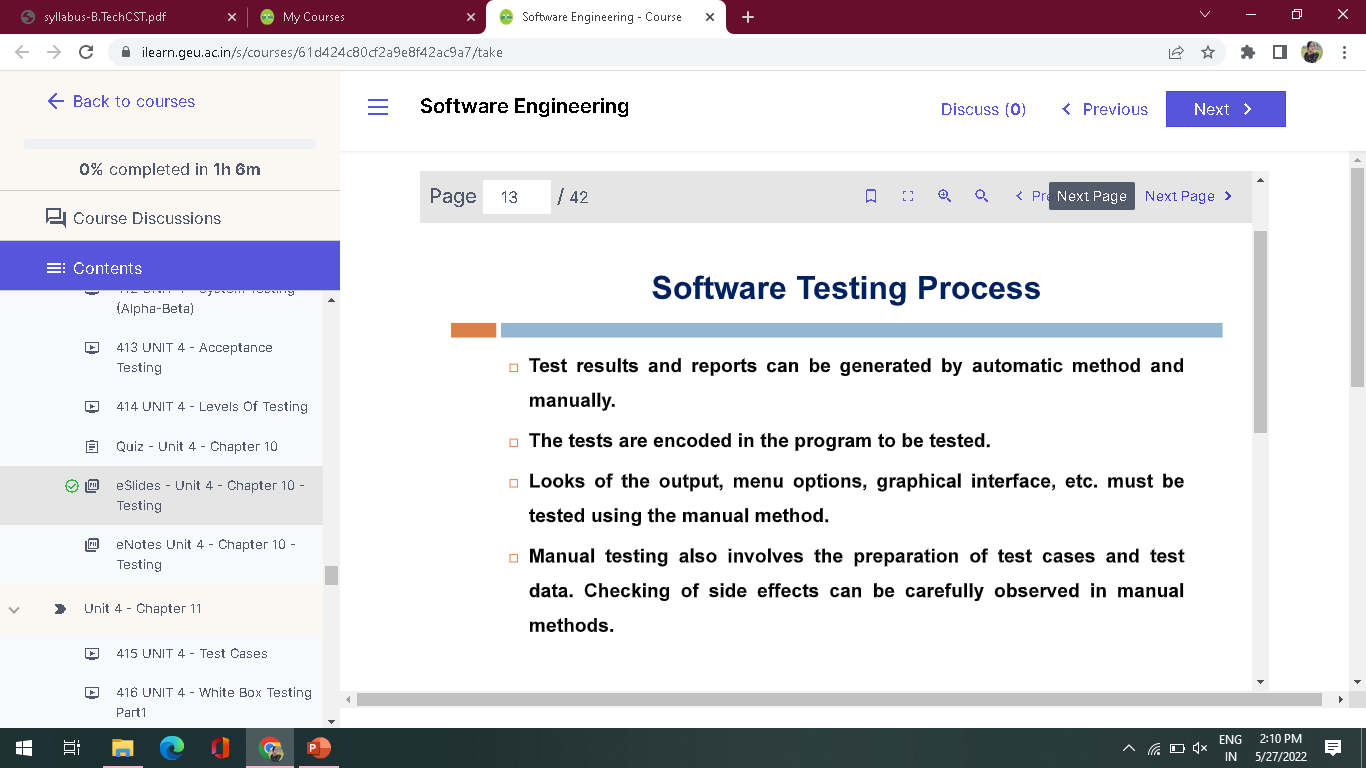 syllabus-B.TechCST.pdf
My Courses
Software Engineering - Course
ilearn.geu.ac.in/s/courses/61d424c80cf2a9e8f42ac9a7/take
Back to courses
0% completed in 1h 6m
Course Discussions
Contents
(Alpha-Beta)
413 UNIT 4 - Acceptance
Testing
414 UNIT 4 - Levels Of Testing
Quiz - Unit 4 - Chapter 10
eSlides - Unit 4 - Chapter 10 -
Testing
eNotes Unit 4 - Chapter 10 -
Testing
Unit 4 - Chapter 11
415 UNIT 4 - Test Cases
416 UNIT 4 - White Box Testing
Part1
Software Engineering
Discuss (0)
Previous
Next
Page 13 / 42
Next Page
Next Page
Software Testing Process
Test results and reports can be generated by automatic method and
manually.
The tests are encoded in the program to be tested.
Looks of the output, menu options, graphical interface, etc. must be
tested using the manual method.
Manual testing also involves the preparation of test cases and test
data. Checking of side effects can be carefully observed in manual
methods.
ENG
IN
2:10 PM
5/27/2022